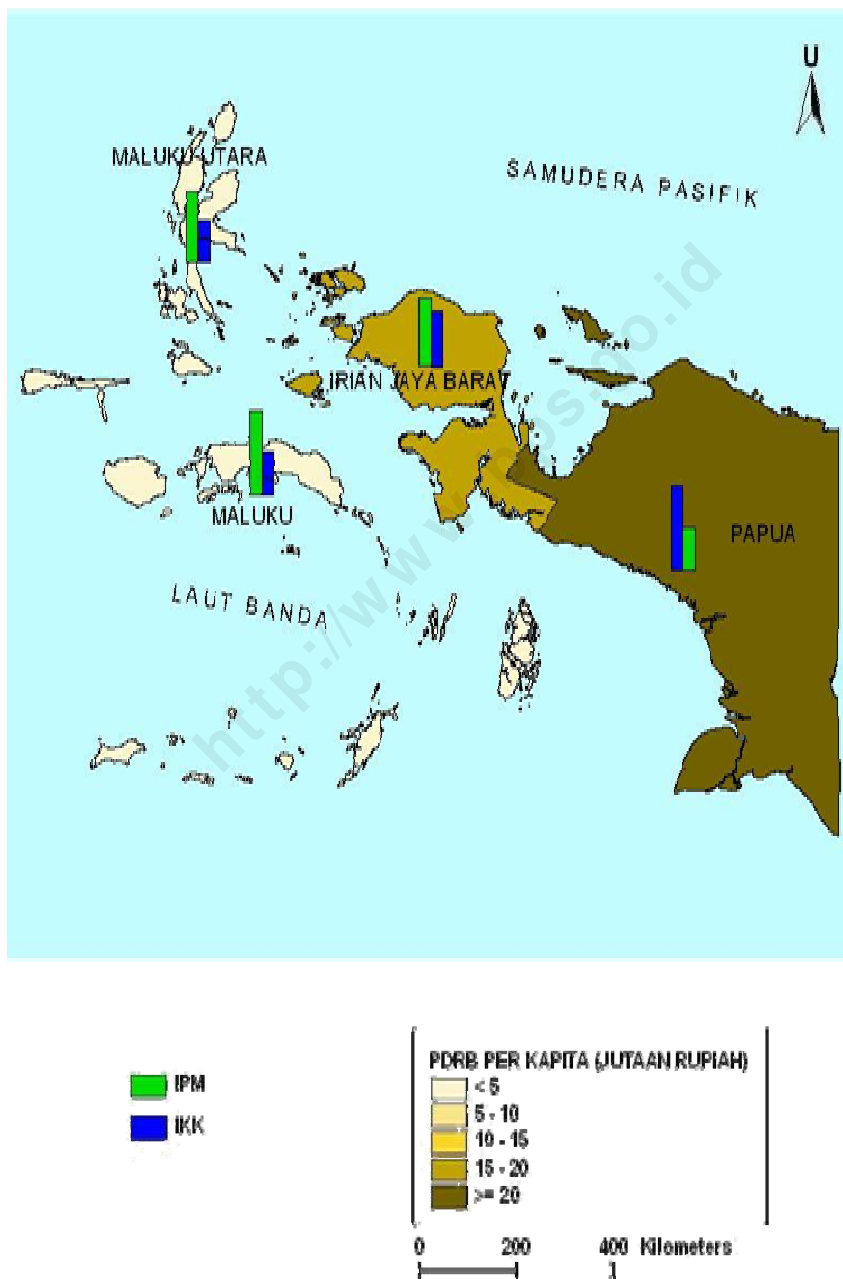 U
MALUKU UTARA
SAMUDERA PASIFIK
IRIAN JAYA BARAT
MALUKU
PAPUA
LAUT BANDA
http://www.bps.go.id
IPM
IKK
PDRB PER KAPITA (JUTAAN RUPIAH)
< 5
5 - 10
10 - 15
15 - 20
>= 20
0 200 400 Kilometers